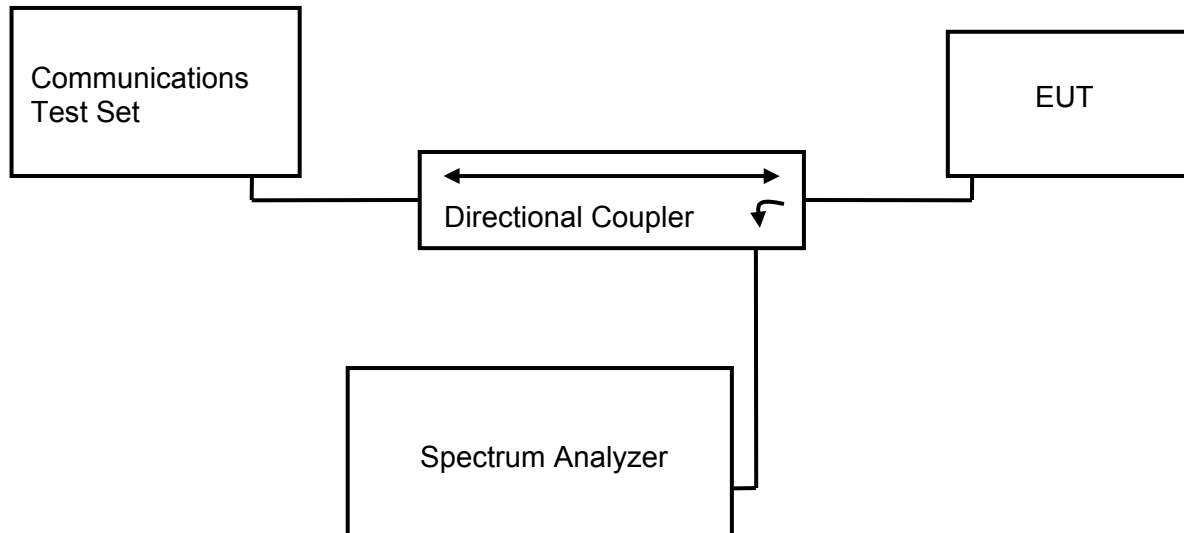 Communications
Test Set
EUT
Directional Coupler
Spectrum Analyzer